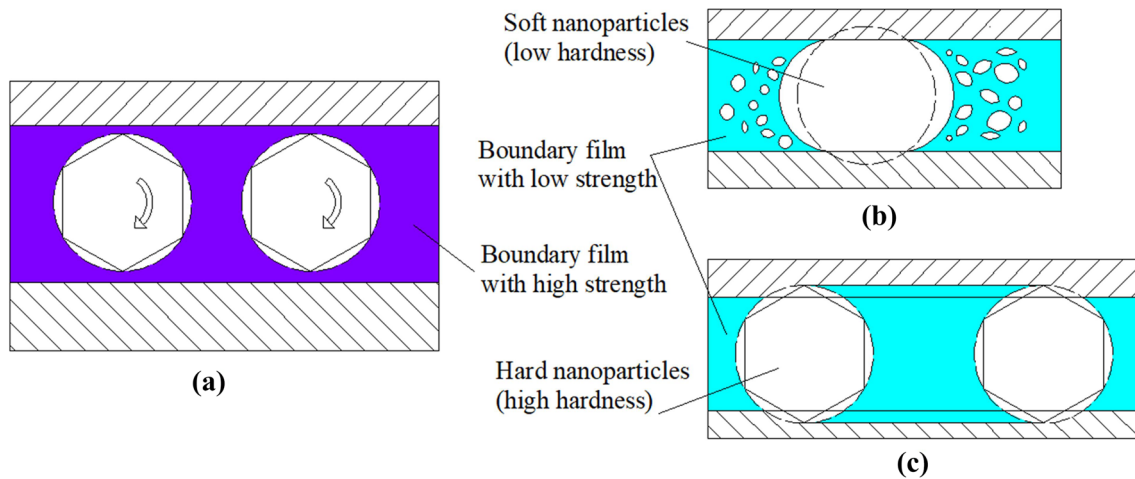 Soft nanoparticles
(low hardness)
Boundary film
with low strength
(b)
Boundary film
with high strength
(a)
Hard nanoparticles
(high hardness)
(c)